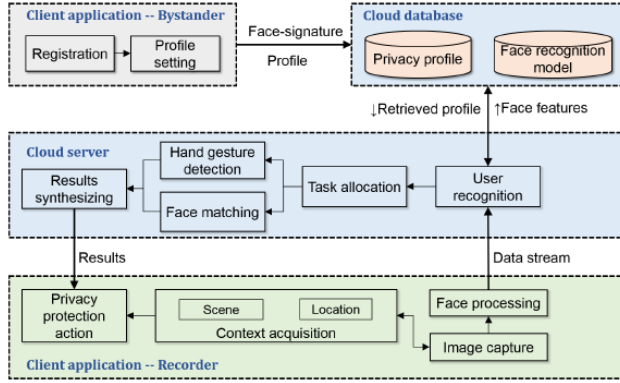 Client application -- Bystander
Registration
Profile
setting
Face-signature
Profile
Cloud database
Privacy profile
Face recognition
model
↓Retrieved profile
↑Face features
Cloud server
Results
synthesizing
Hand gesture
detection
Face matching
Task allocation
User
recognition
Results
Data stream
Privacy
protection
action
Scene
Location
Context acquisition
Face processing
Image capture
Client application -- Recorder